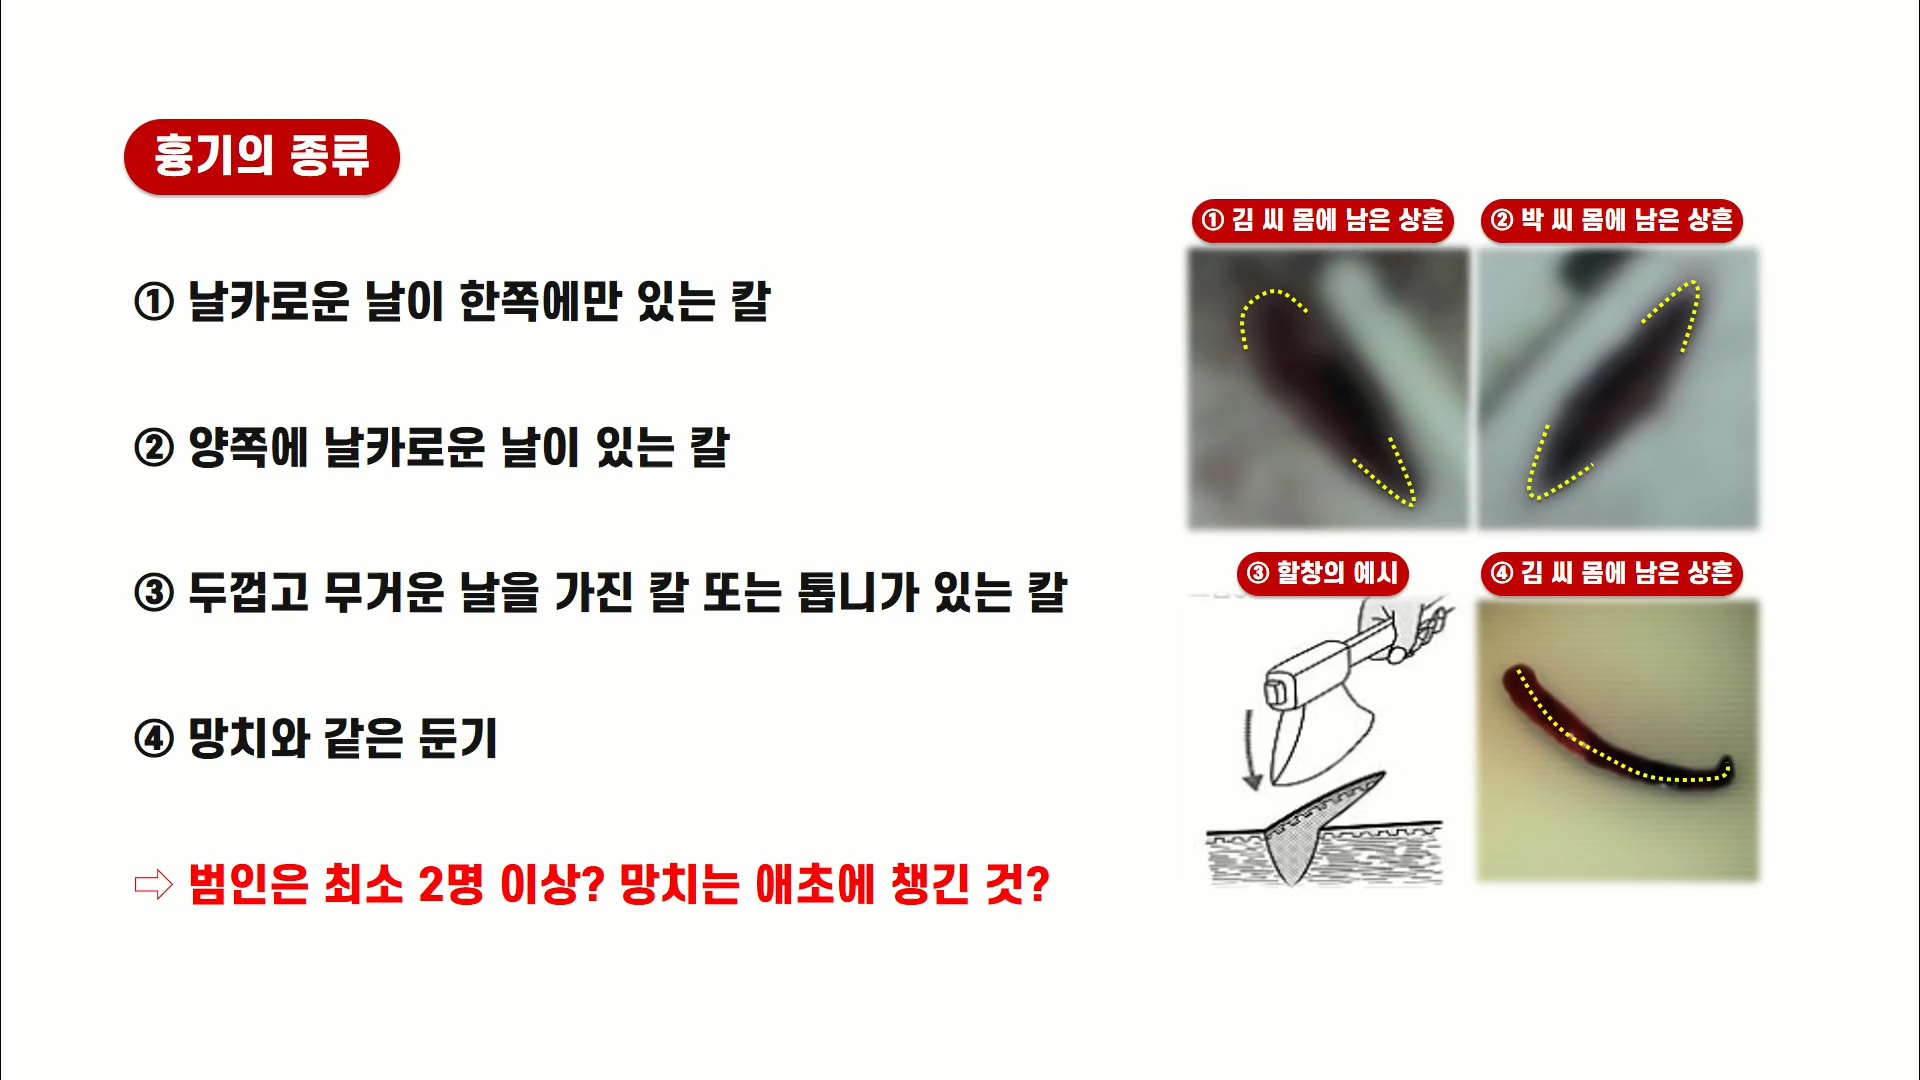 흉기의 종류
① 날카로운 날이 한쪽에만 있는 칼
② 양쪽에 날카로운 날이 있는 칼
③ 두껍고 무거운 날을 가진 칼 또는 톱니가 있는 칼
④ 망치와 같은 둔기
⇨ 범인은 최소 2명 이상? 망치는 애초에 챙긴 것?
① 김 씨 몸에 남은 상흔
② 박 씨 몸에 남은 상흔
③ 할창의 예시
④ 김 씨 몸에 남은 상흔